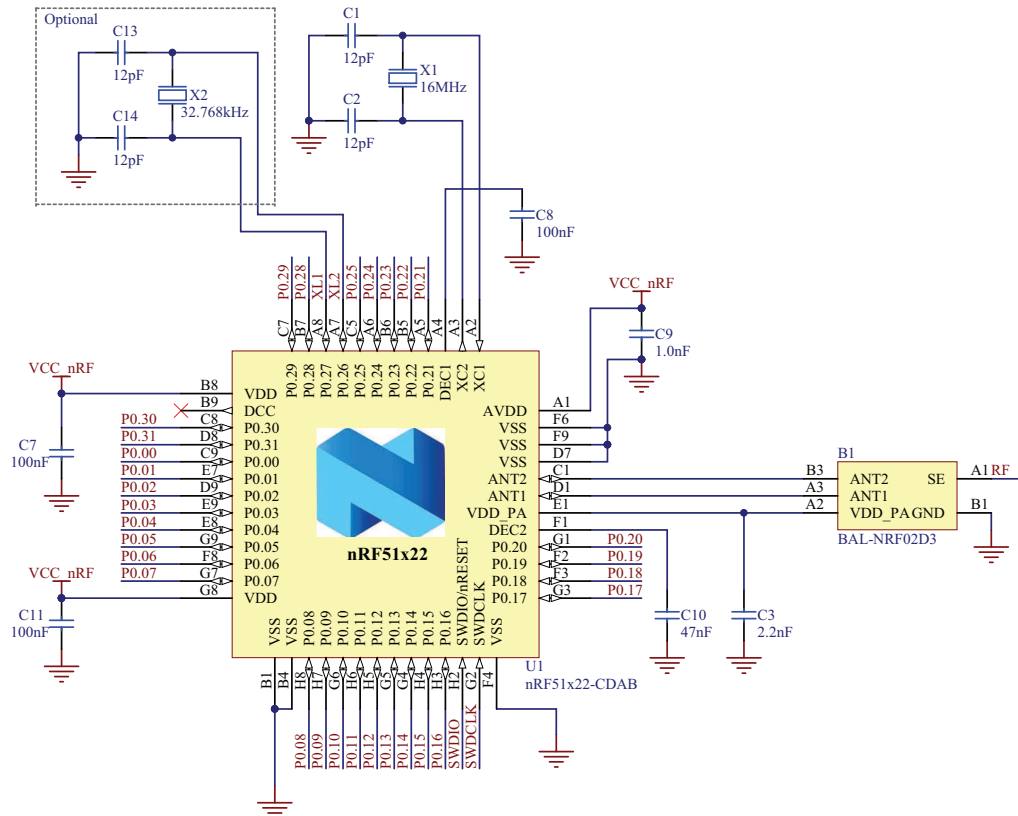 Optional
C13
12pF
X2
32.768kHz
C14
12pF
C1
12pF
X1
16MHz
C2
12pF
C8
100nF
P0.29
P0.28
XL1
XL2
P0.25
P0.24
P0.23
P0.22
P0.21
C7
B7
A8
A7
C5
A6
B6
B5
A5
A4
A3
A2
P0.29
P0.28
P0.27
P0.26
P0.25
P0.24
P0.23
P0.22
P0.21
DEC1
XC2
XC1
VCC_nRF
C9
1.0nF
VCC_nRF
C7
100nF
B8 VDD
B9 DCC
P0.30 C8 P0.30
P0.31 D8 P0.31
P0.00 C9 P0.00
P0.01 E7 P0.01
P0.02 D9 P0.02
P0.03 E9 P0.03
P0.04 E8 P0.04
P0.05 G9 P0.05
P0.06 F8 P0.06
P0.07 G7 P0.07
G8 VDD
VCC_nRF
C11
100nF
nRF51x22
AVDD A1
VSS F6
VSS F9
VSS D7
ANT2 C1
ANT1 D1
VDD_PA E1
DEC2 F1
P0.20 G1 P0.20
P0.19 F2 P0.19
P0.18 F3 P0.18
P0.17 G3 P0.17
B1
B3 ANT2 SE A1 RF
A3 ANT1
A2 VDD_PA GND B1
BAL-NRF02D3
C10
47nF
C3
2.2nF
VSS
VSS
P0.08
P0.09
P0.10
P0.11
P0.12
P0.13
P0.14
P0.15
P0.16
SWDIO/nRESET
SWDCLK
VSS
U1
nRF51x22-CDAB
B1
B4
H8
H7
G6
H6
H5
G5
G4
H4
H3
H2
G2
F4
P0.08
P0.09
P0.10
P0.11
P0.12
P0.13
P0.14
P0.15
P0.16
SWDIO
SWDCLK